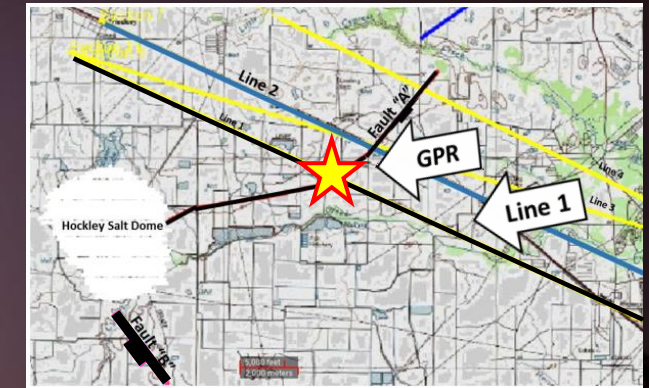 Line 2
Fault "A"
GPR
Line 1
Line 4
Line 1
Line 3
Hockley Salt Dome
Fault "B"
5,000 feet
2,000 meters